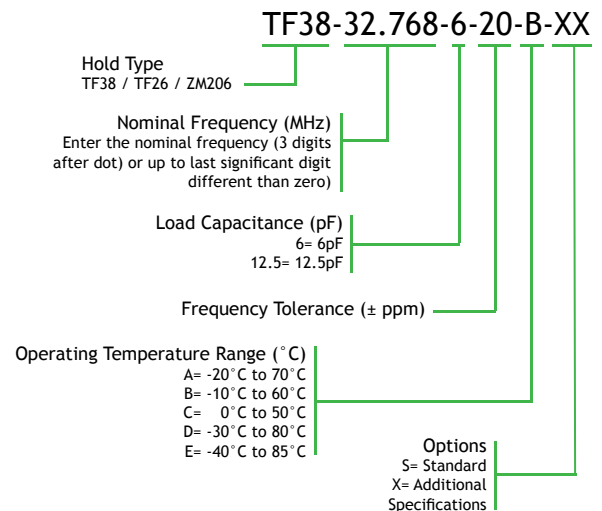 TF38-32.768-6-20-B-XX
Hold Type
TF38 / TF26 / ZM206
Nominal Frequency (MHz)
Enter the nominal frequency (3 digits
after dot) or up to last significant digit
different than zero)
Load Capacitance (pF)
6= 6pF
12.5= 12.5pF
Frequency Tolerance (± ppm)
Operating Temperature Range (°C)
A= -20°C to 70°C
B= -10°C to 60°C
C= 0°C to 50°C
D= -30°C to 80°C
E= -40°C to 85°C
Options
S= Standard
X= Additional
Specifications